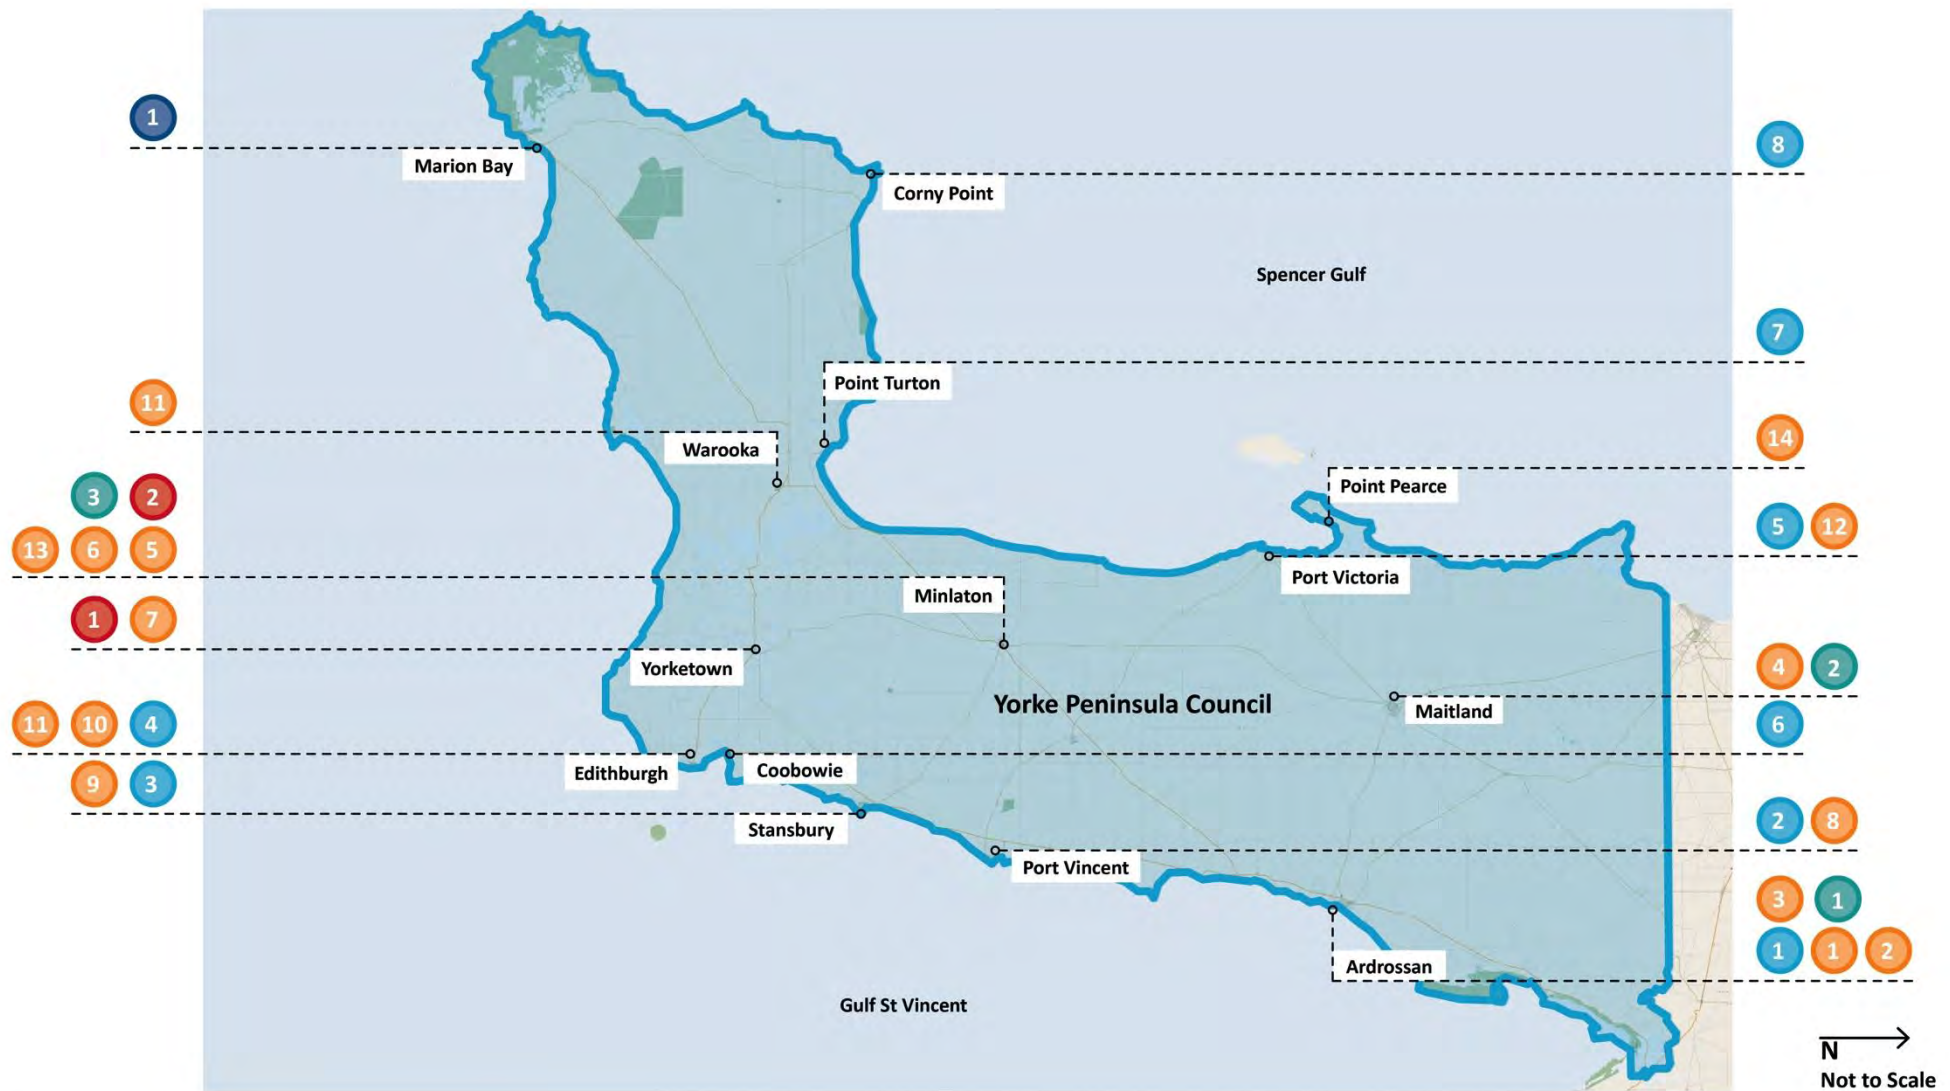 1
8
Marion Bay
Corny Point
Spencer Gulf
7
Point Turton
11
Warooka
14
Point Pearce
3 2
5 12
13 6 5
Port Victoria
Minlaton
1 7
Yorketown
4 2
Yorke Peninsula Council
Maitland
11 10 4
6
Edithburgh
Coobowie
9 3
Stansbury
2 8
Port Vincent
3 1
1 1 2
Ardrossan
Gulf St Vincent
N
Not to Scale